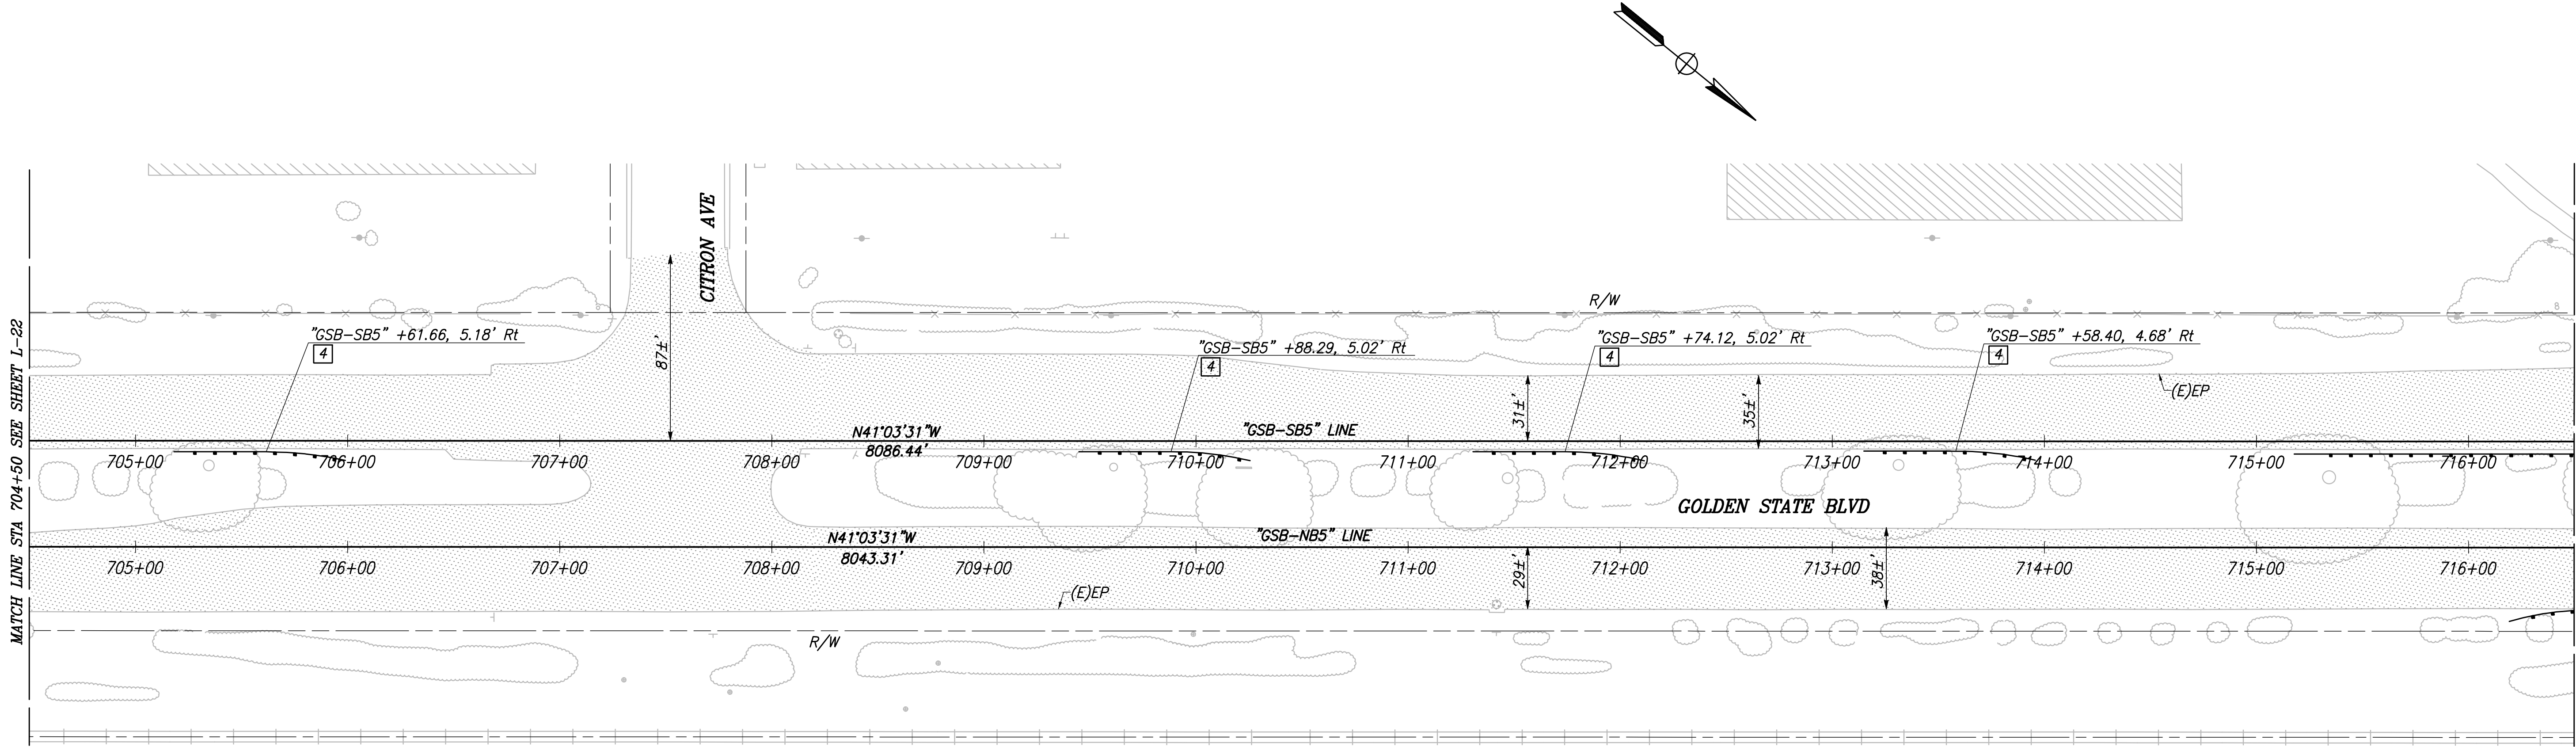 MATCH LINE STA 704+50 SEE SHEET L-22
CITRON AVE
R/W
"GSB-SB5" +61.66, 5.18' Rt
4
"GSB-SB5" +88.29, 5.02' Rt
4
"GSB-SB5" +74.12, 5.02' Rt
4
"GSB-SB5" +58.40, 4.68' Rt
4
87±'
31±'
35±'
(E)EP
N41°03'31"W
8086.44'
"GSB-SB5" LINE
705+00 706+00 707+00 708+00 709+00 710+00 711+00 712+00 713+00 714+00 715+00 716+00
GOLDEN STATE BLVD
N41°03'31"W
8043.31'
"GSB-NB5" LINE
705+00 706+00 707+00 708+00 709+00 710+00 711+00 712+00 713+00 714+00 715+00 716+00
29±'
38±'
(E)EP
R/W